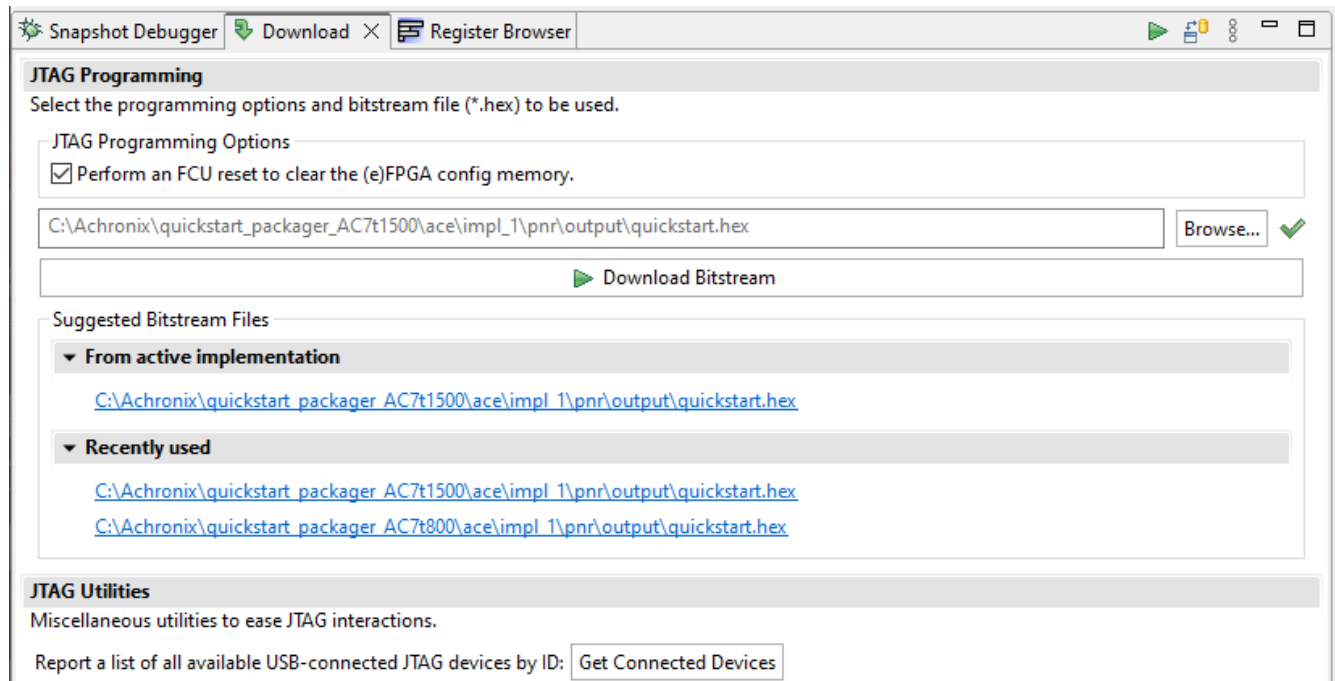 Snapshot Debugger Download Register Browser
JTAG Programming
Select the programming options and bitstream file (*.hex) to be used.
JTAG Programming Options
Perform an FCU reset to clear the (e)FPGA config memory.
C:\Achronix\quickstart_packager_AC7t1500\ace\impl_1\pnr\output\quickstart.hex Browse...
Download Bitstream
Suggested Bitstream Files
From active implementation
C:\Achronix\quickstart_packager_AC7t1500\ace\impl_1\pnr\output\quickstart.hex
Recently used
C:\Achronix\quickstart_packager_AC7t1500\ace\impl_1\pnr\output\quickstart.hex
C:\Achronix\quickstart_packager_AC7t800\ace\impl_1\pnr\output\quickstart.hex
JTAG Utilities
Miscellaneous utilities to ease JTAG interactions.
Report a list of all available USB-connected JTAG devices by ID: Get Connected Devices